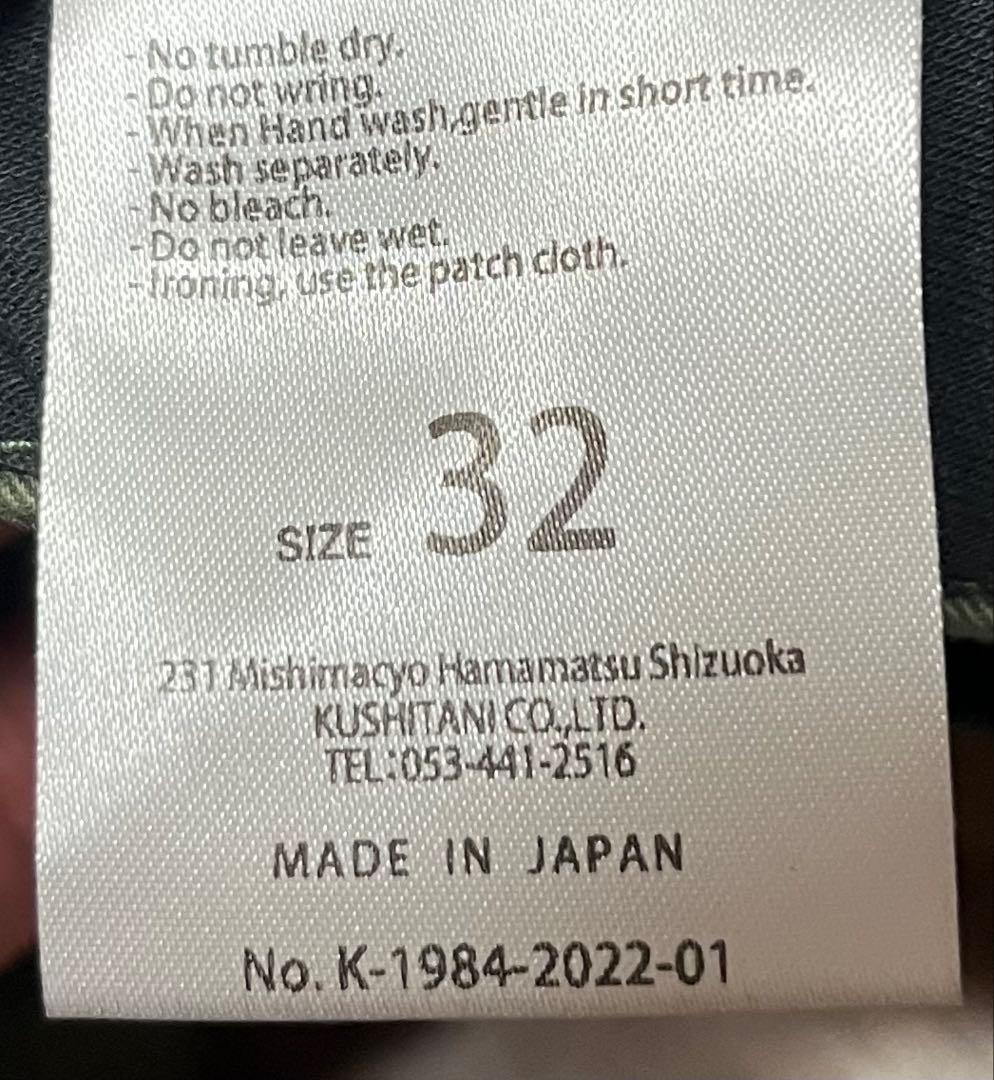 - No tumble dry.
- Do not wring.
- When Hand wash,gentle in short time.
- Wash separately.
- No bleach.
- Do not leave wet.
- Ironing, use the patch cloth.
SIZE 32
231 Mishimacyo Hamamatsu Shizuoka
KUSHITANI CO.,LTD.
TEL:053-441-2516
MADE IN JAPAN
No. K-1984-2022-01